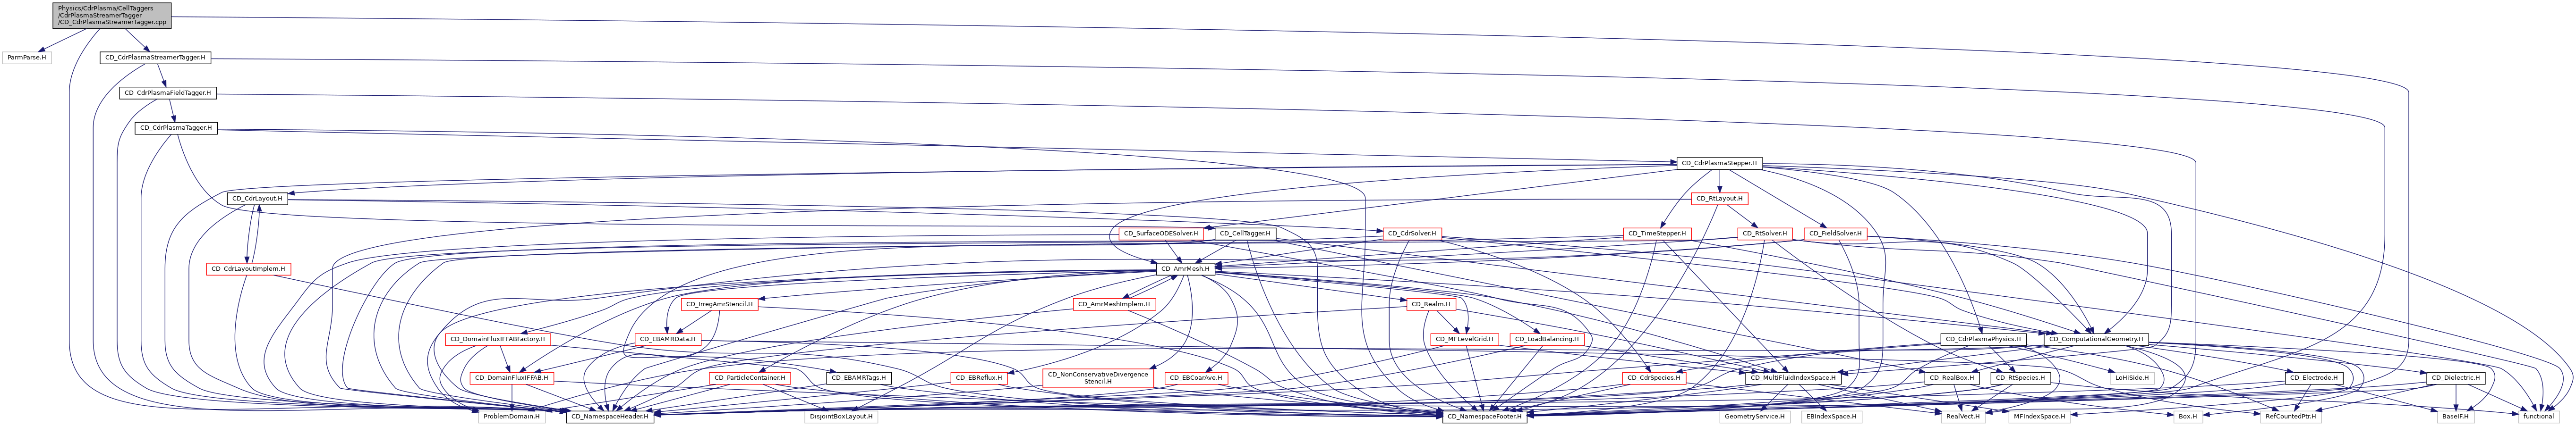 Physics/CdrPlasma/CellTaggers
/CdrPlasmaStreamerTagger
/CD_CdrPlasmaStreamerTagger.cpp
ParmParse.H
CD_CdrPlasmaStreamerTagger.H
CD_CdrPlasmaFieldTagger.H
CD_CdrPlasmaTagger.H
CD_CdrPlasmaStepper.H
CD_CdrLayout.H
CD_RtLayout.H
CD_SurfaceODESolver.H
CD_CellTagger.H
CD_CdrSolver.H
CD_TimeStepper.H
CD_RtSolver.H
CD_FieldSolver.H
CD_CdrLayoutImplem.H
CD_AmrMesh.H
CD_IrregAmrStencil.H
CD_AmrMeshImplem.H
CD_Realm.H
CD_DomainFluxIFFABFactory.H
CD_EBAMRData.H
CD_MFLevelGrid.H
CD_LoadBalancing.H
CD_CdrPlasmaPhysics.H
CD_ComputationalGeometry.H
CD_DomainFluxIFFAB.H
CD_ParticleContainer.H
CD_EBAMRTags.H
CD_EBReflux.H
CD_NonConservativeDivergence
Stencil.H
CD_EBCoarAve.H
CD_CdrSpecies.H
CD_MultiFluidIndexSpace.H
CD_RealBox.H
CD_RtSpecies.H
LoHiSide.H
CD_Electrode.H
CD_Dielectric.H
ProblemDomain.H
CD_NamespaceHeader.H
DisjointBoxLayout.H
CD_NamespaceFooter.H
GeometryService.H
EBIndexSpace.H
RealVect.H
MFIndexSpace.H
Box.H
RefCountedPtr.H
BaseIF.H
functional